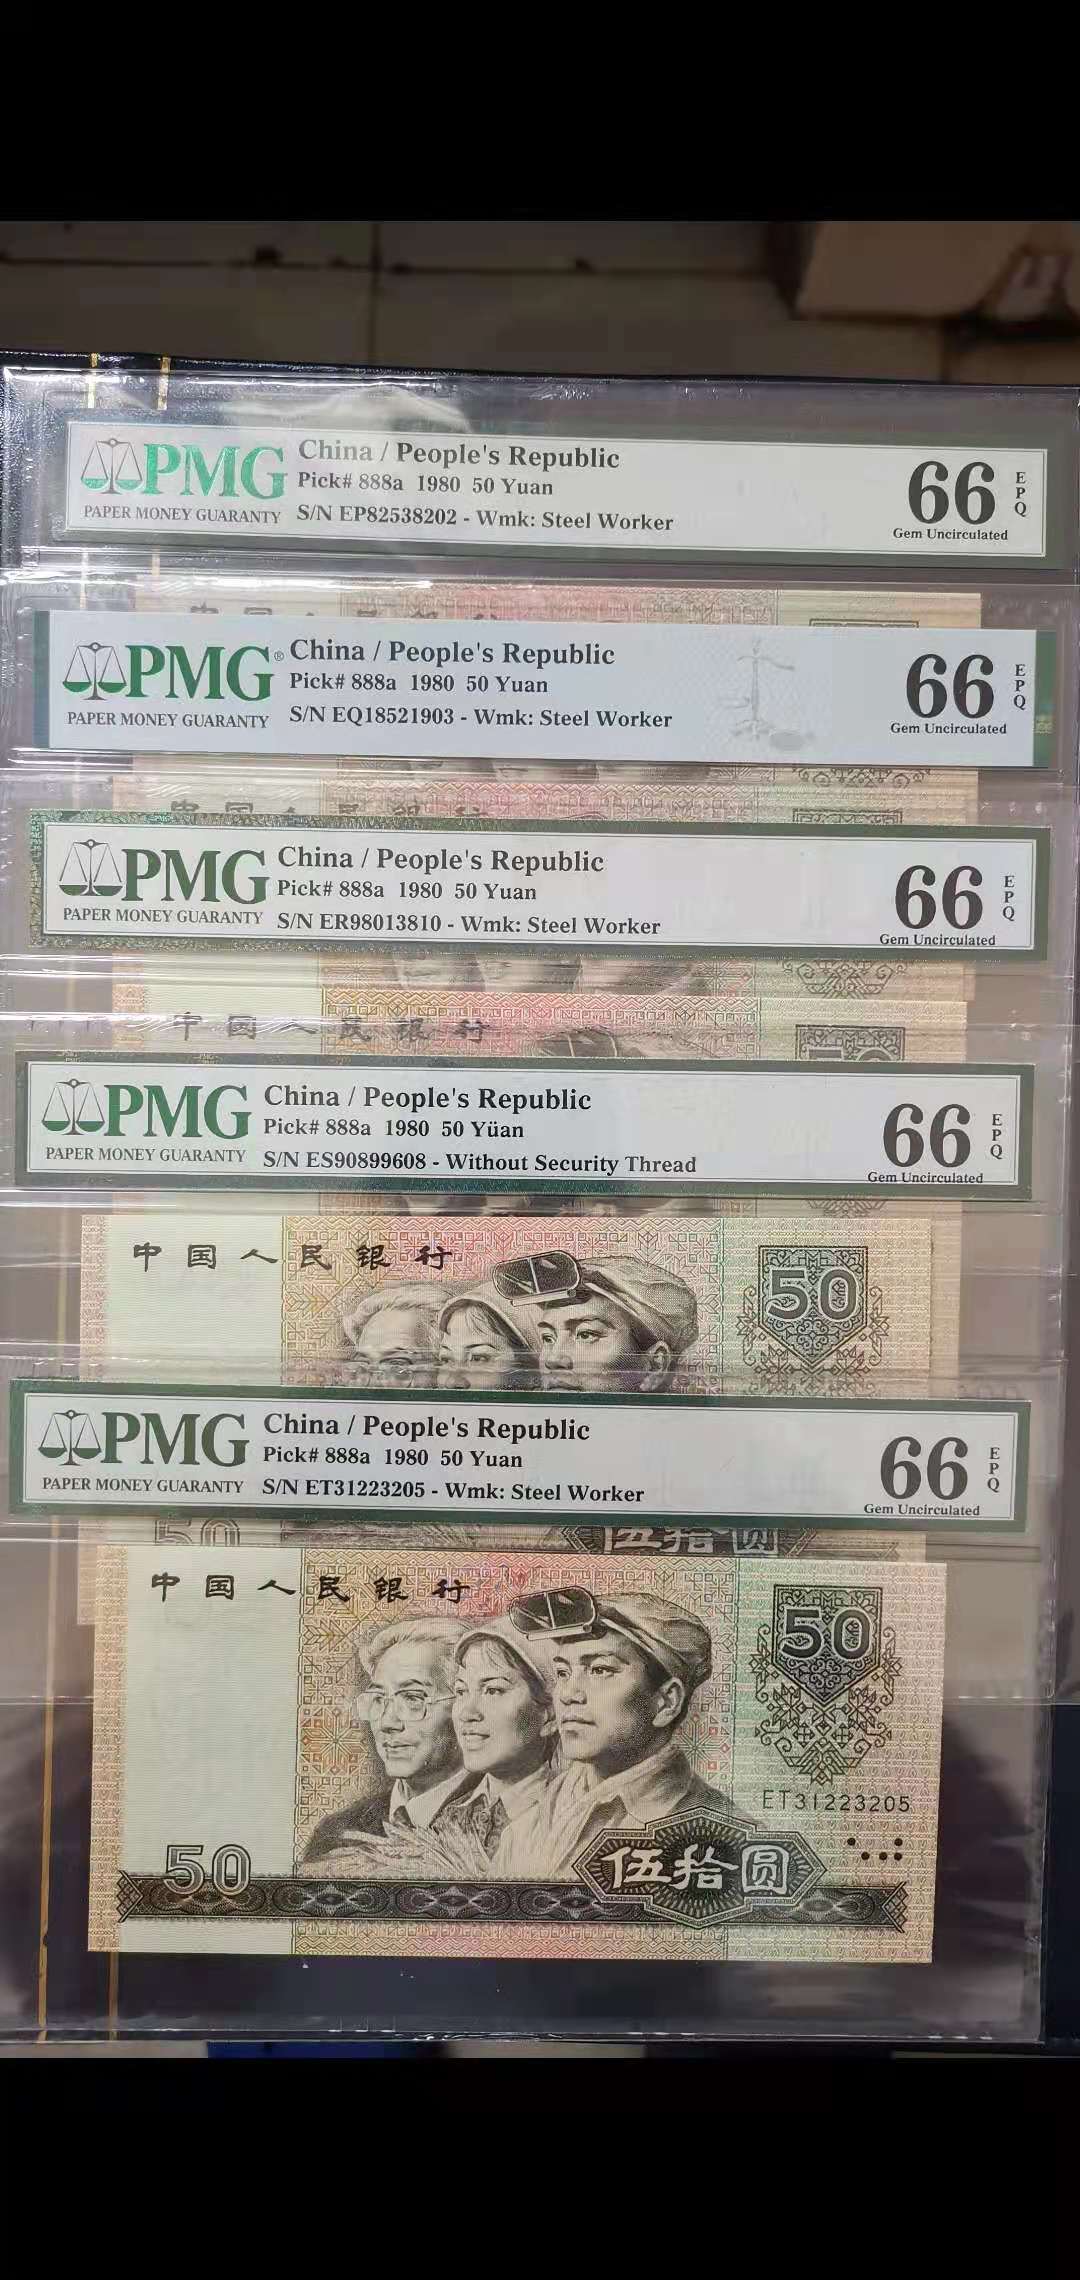 PMG
PAPER MONEY GUARANTY
China / People's Republic
Pick# 888a 1980 50 Yuan
S/N EP82538202 - Wmk: Steel Worker
66
EPQ
Gem Uncirculated
PMG®
PAPER MONEY GUARANTY
China / People's Republic
Pick# 888a 1980 50 Yuan
S/N EQ18521903 - Wmk: Steel Worker
66
EPQ
Gem Uncirculated
PMG
PAPER MONEY GUARANTY
China / People's Republic
Pick# 888a 1980 50 Yuan
S/N ER98013810 - Wmk: Steel Worker
66
EPQ
Gem Uncirculated
中国人民银行
PMG
PAPER MONEY GUARANTY
China / People's Republic
Pick# 888a 1980 50 Yüan
S/N ES90899608 - Without Security Thread
66
EPQ
Gem Uncirculated
中国人民银行
50
PMG
PAPER MONEY GUARANTY
China / People's Republic
Pick# 888a 1980 50 Yuan
S/N ET31223205 - Wmk: Steel Worker
66
EPQ
Gem Uncirculated
50 伍拾圆
中国人民银行
50
ET31223205
50
伍拾圆